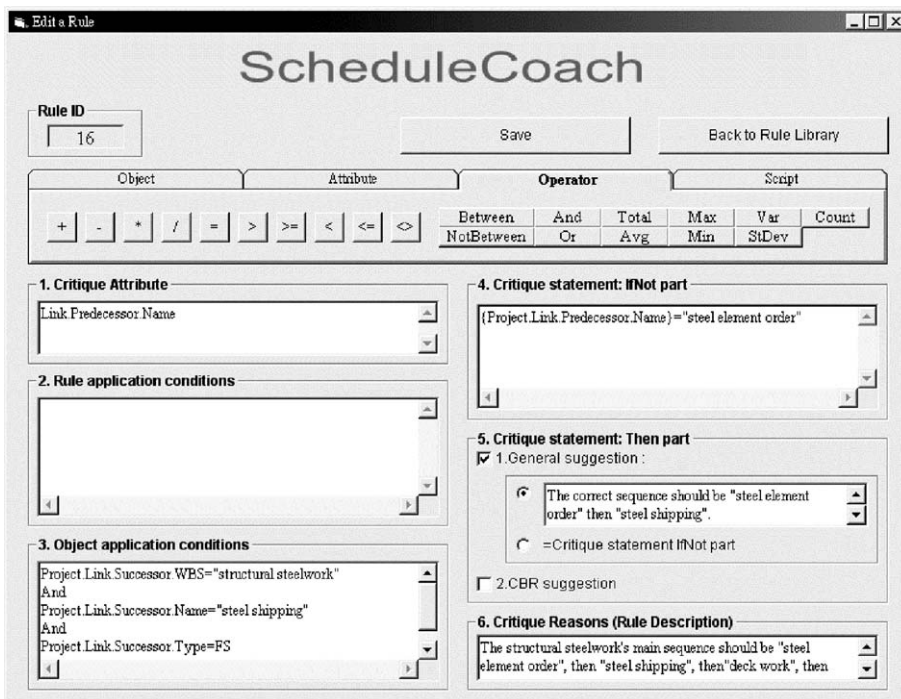 Edit a Rule
ScheduleCoach
Rule ID
16
Save
Back to Rule Library
Object
Attribute
Operator
Script
+ - * / = > >= < <= <>
Between And Total Max Var Count
NotBetween Or Avg Min StDev
1. Critique Attribute
Link.Predecessor.Name
2. Rule application conditions
3. Object application conditions
Project.Link.Successor.WBS="structural steelwork"
And
Project.Link.Successor.Name="steel shipping"
And
Project.Link.Successor.Type=FS
4. Critique statement: IfNot part
{Project.Link.Predecessor.Name}="steel element order"
5. Critique statement: Then part
1.General suggestion :
The correct sequence should be "steel element
order" then "steel shipping".
=Critique statement IfNot part
2.CBR suggestion
6. Critique Reasons (Rule Description)
The structural steelwork's main sequence should be "steel
element order", then "steel shipping", then"deck work", then